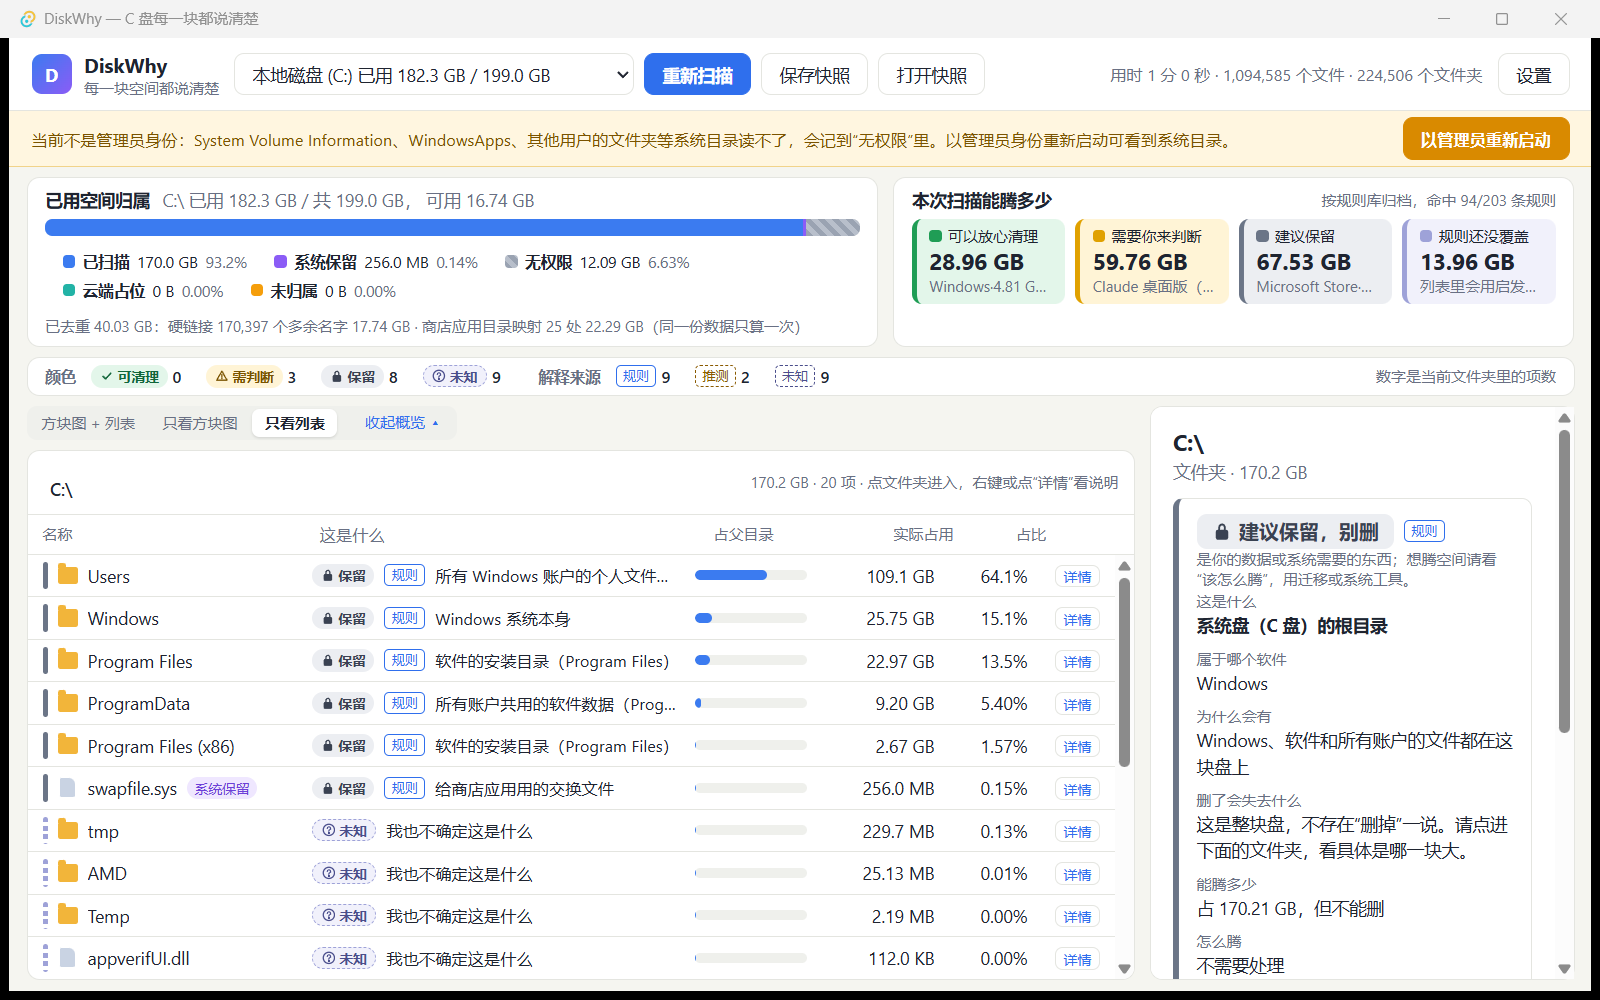 DiskWhy — C 盘每一块都说清楚
D
DiskWhy
每一块空间都说清楚
本地磁盘 (C:) 已用 182.3 GB / 199.0 GB
重新扫描
保存快照
打开快照
用时 1 分 0 秒 · 1,094,585 个文件 · 224,506 个文件夹
设置
当前不是管理员身份：System Volume Information、WindowsApps、其他用户的文件夹等系统目录读不了，会记到“无权限”里。以管理员身份重新启动可看到系统目录。
以管理员重新启动
已用空间归属 C:\ 已用 182.3 GB / 共 199.0 GB， 可用 16.74 GB
已扫描 170.0 GB 93.2% 系统保留 256.0 MB 0.14% 无权限 12.09 GB 6.63%
云端占位 0 B 0.00% 未归属 0 B 0.00%
已去重 40.03 GB：硬链接 170,397 个多余名字 17.74 GB · 商店应用目录映射 25 处 22.29 GB（同一份数据只算一次）
本次扫描能腾多少
按规则库归档，命中 94/203 条规则
可以放心清理
28.96 GB
Windows·4.81 G...
需要你来判断
59.76 GB
Claude 桌面版（...
建议保留
67.53 GB
Microsoft Store·...
规则还没覆盖
13.96 GB
列表里会用启发...
颜色 可清理 0 需判断 3 保留 8 未知 9 解释来源 规则 9 推测 2 未知 9
数字是当前文件夹里的项数
方块图 + 列表 只看方块图 只看列表 收起概览
C:\
170.2 GB · 20 项 · 点文件夹进入，右键或点“详情”看说明
名称 这是什么 占父目录 实际占用 占比
Users 保留 规则 所有 Windows 账户的个人文件... 109.1 GB 64.1% 详情
Windows 保留 规则 Windows 系统本身 25.75 GB 15.1% 详情
Program Files 保留 规则 软件的安装目录（Program Files） 22.97 GB 13.5% 详情
ProgramData 保留 规则 所有账户共用的软件数据（Prog... 9.20 GB 5.40% 详情
Program Files (x86) 保留 规则 软件的安装目录（Program Files） 2.67 GB 1.57% 详情
swapfile.sys 系统保留 保留 规则 给商店应用用的交换文件 256.0 MB 0.15% 详情
tmp 未知 我也不确定这是什么 229.7 MB 0.13% 详情
AMD 未知 我也不确定这是什么 25.13 MB 0.01% 详情
Temp 未知 我也不确定这是什么 2.19 MB 0.00% 详情
appverifUI.dll 未知 我也不确定这是什么 112.0 KB 0.00% 详情
C:\
文件夹 · 170.2 GB
建议保留，别删 规则
是你的数据或系统需要的东西；想腾空间请看
“该怎么腾”，用迁移或系统工具。
这是什么
系统盘（C 盘）的根目录
属于哪个软件
Windows
为什么会有
Windows、软件和所有账户的文件都在这
块盘上
删了会失去什么
这是整块盘，不存在“删掉”一说。请点进
下面的文件夹，看具体是哪一块大。
能腾多少
占 170.21 GB，但不能删
怎么腾
不需要处理